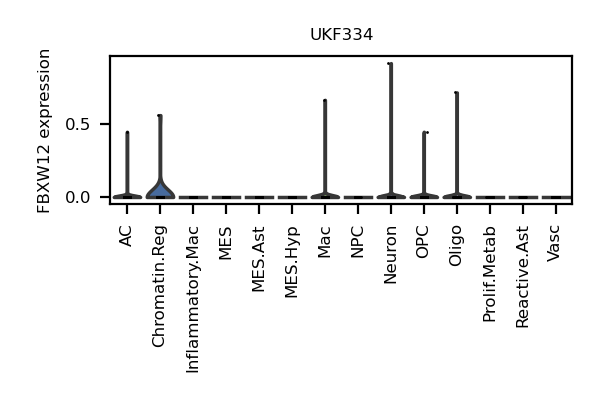 UKF334
FBXW12 expression
0.5
0.0
AC
Chromatin.Reg
Inflammatory.Mac
MES
MES.Ast
MES.Hyp
Mac
NPC
Neuron
OPC
Oligo
Prolif.Metab
Reactive.Ast
Vasc